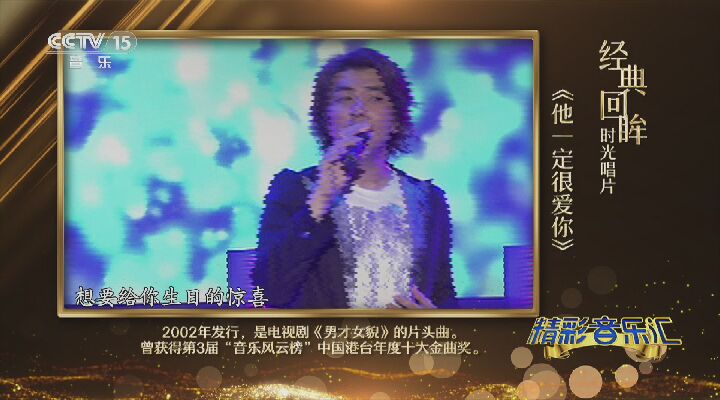 CCTV 15
音乐
经典回眸
时光唱片
《他一定很爱你》
想要给你生日的惊喜
2002年发行，是电视剧《男才女貌》的片头曲。
曾获得第3届“音乐风云榜”中国港台年度十大金曲奖。
精彩音乐汇